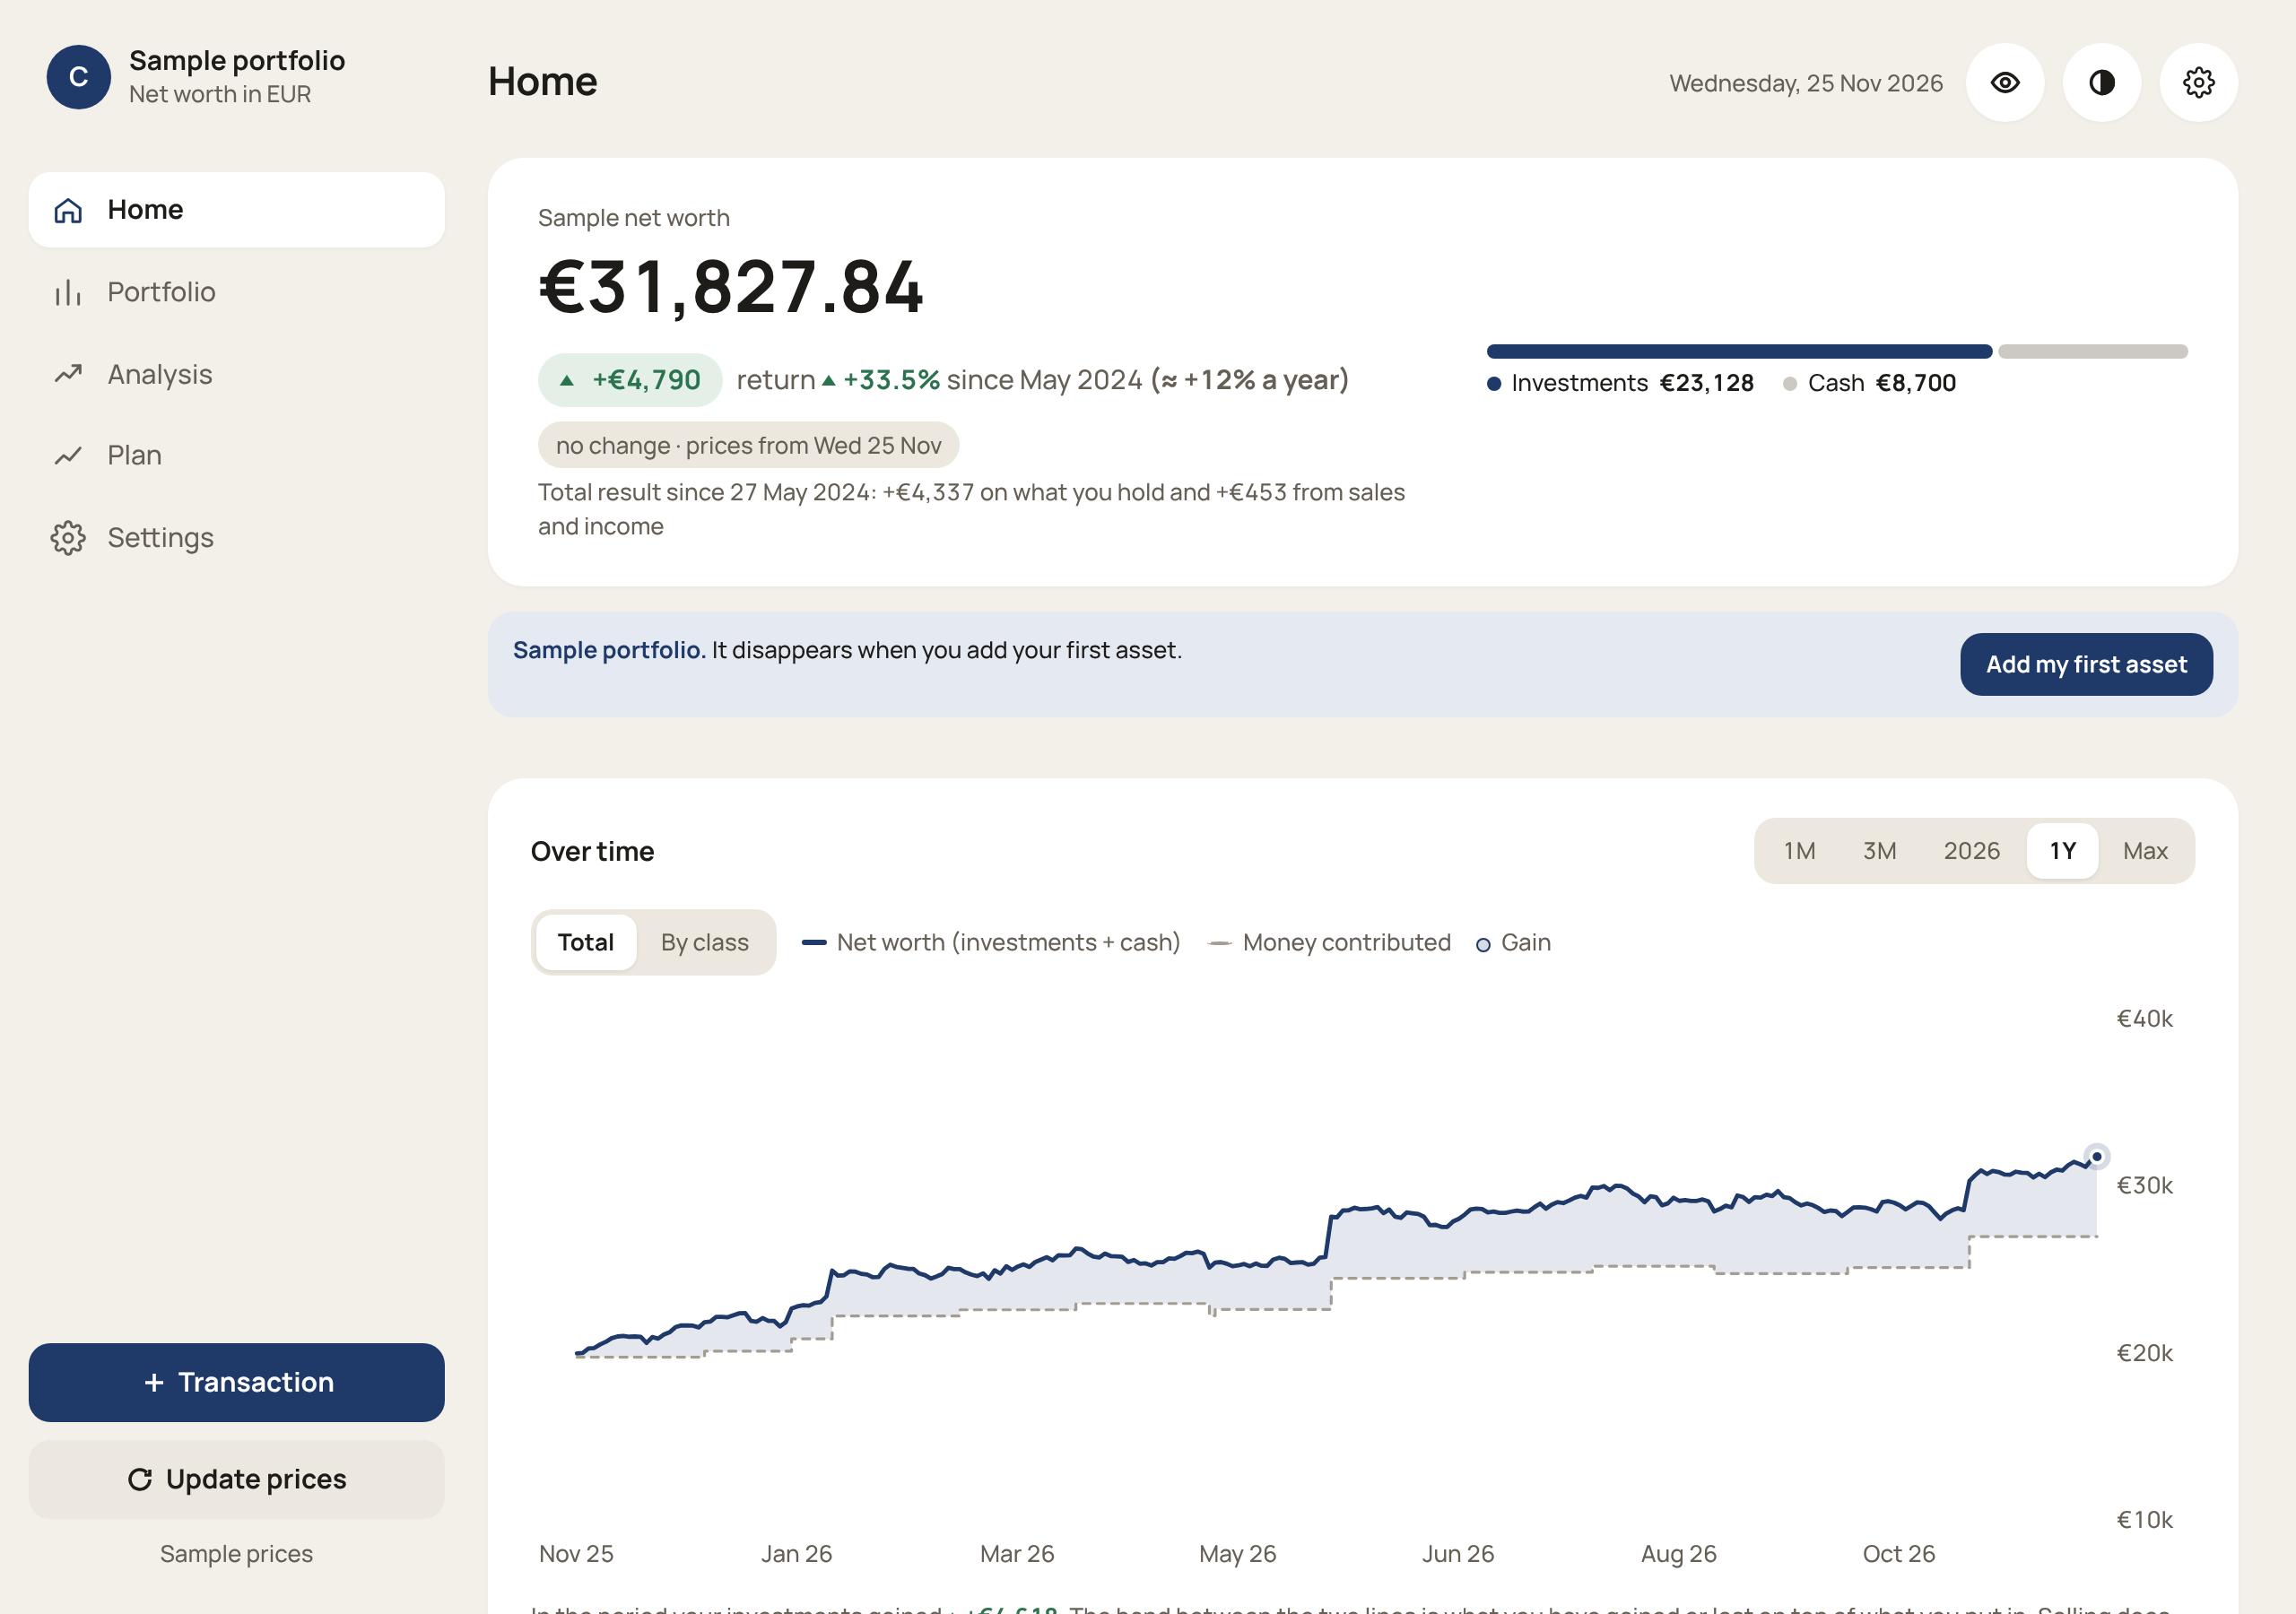 C
Sample portfolio
Net worth in EUR
Home
Portfolio
Analysis
Plan
Settings
+ Transaction
Update prices
Sample prices
Home
Wednesday, 25 Nov 2026
Sample net worth
€31,827.84
▲ +€4,790 return ▲ +33.5% since May 2024 (≈ +12% a year)
no change · prices from Wed 25 Nov
Total result since 27 May 2024: +€4,337 on what you hold and +€453 from sales
and income
Investments €23,128 Cash €8,700
Sample portfolio. It disappears when you add your first asset.
Add my first asset
Over time
1M 3M 2026 1Y Max
Total By class
Net worth (investments + cash) Money contributed Gain
€40k
€30k
€20k
€10k
Nov 25 Jan 26 Mar 26 May 26 Jun 26 Aug 26 Oct 26